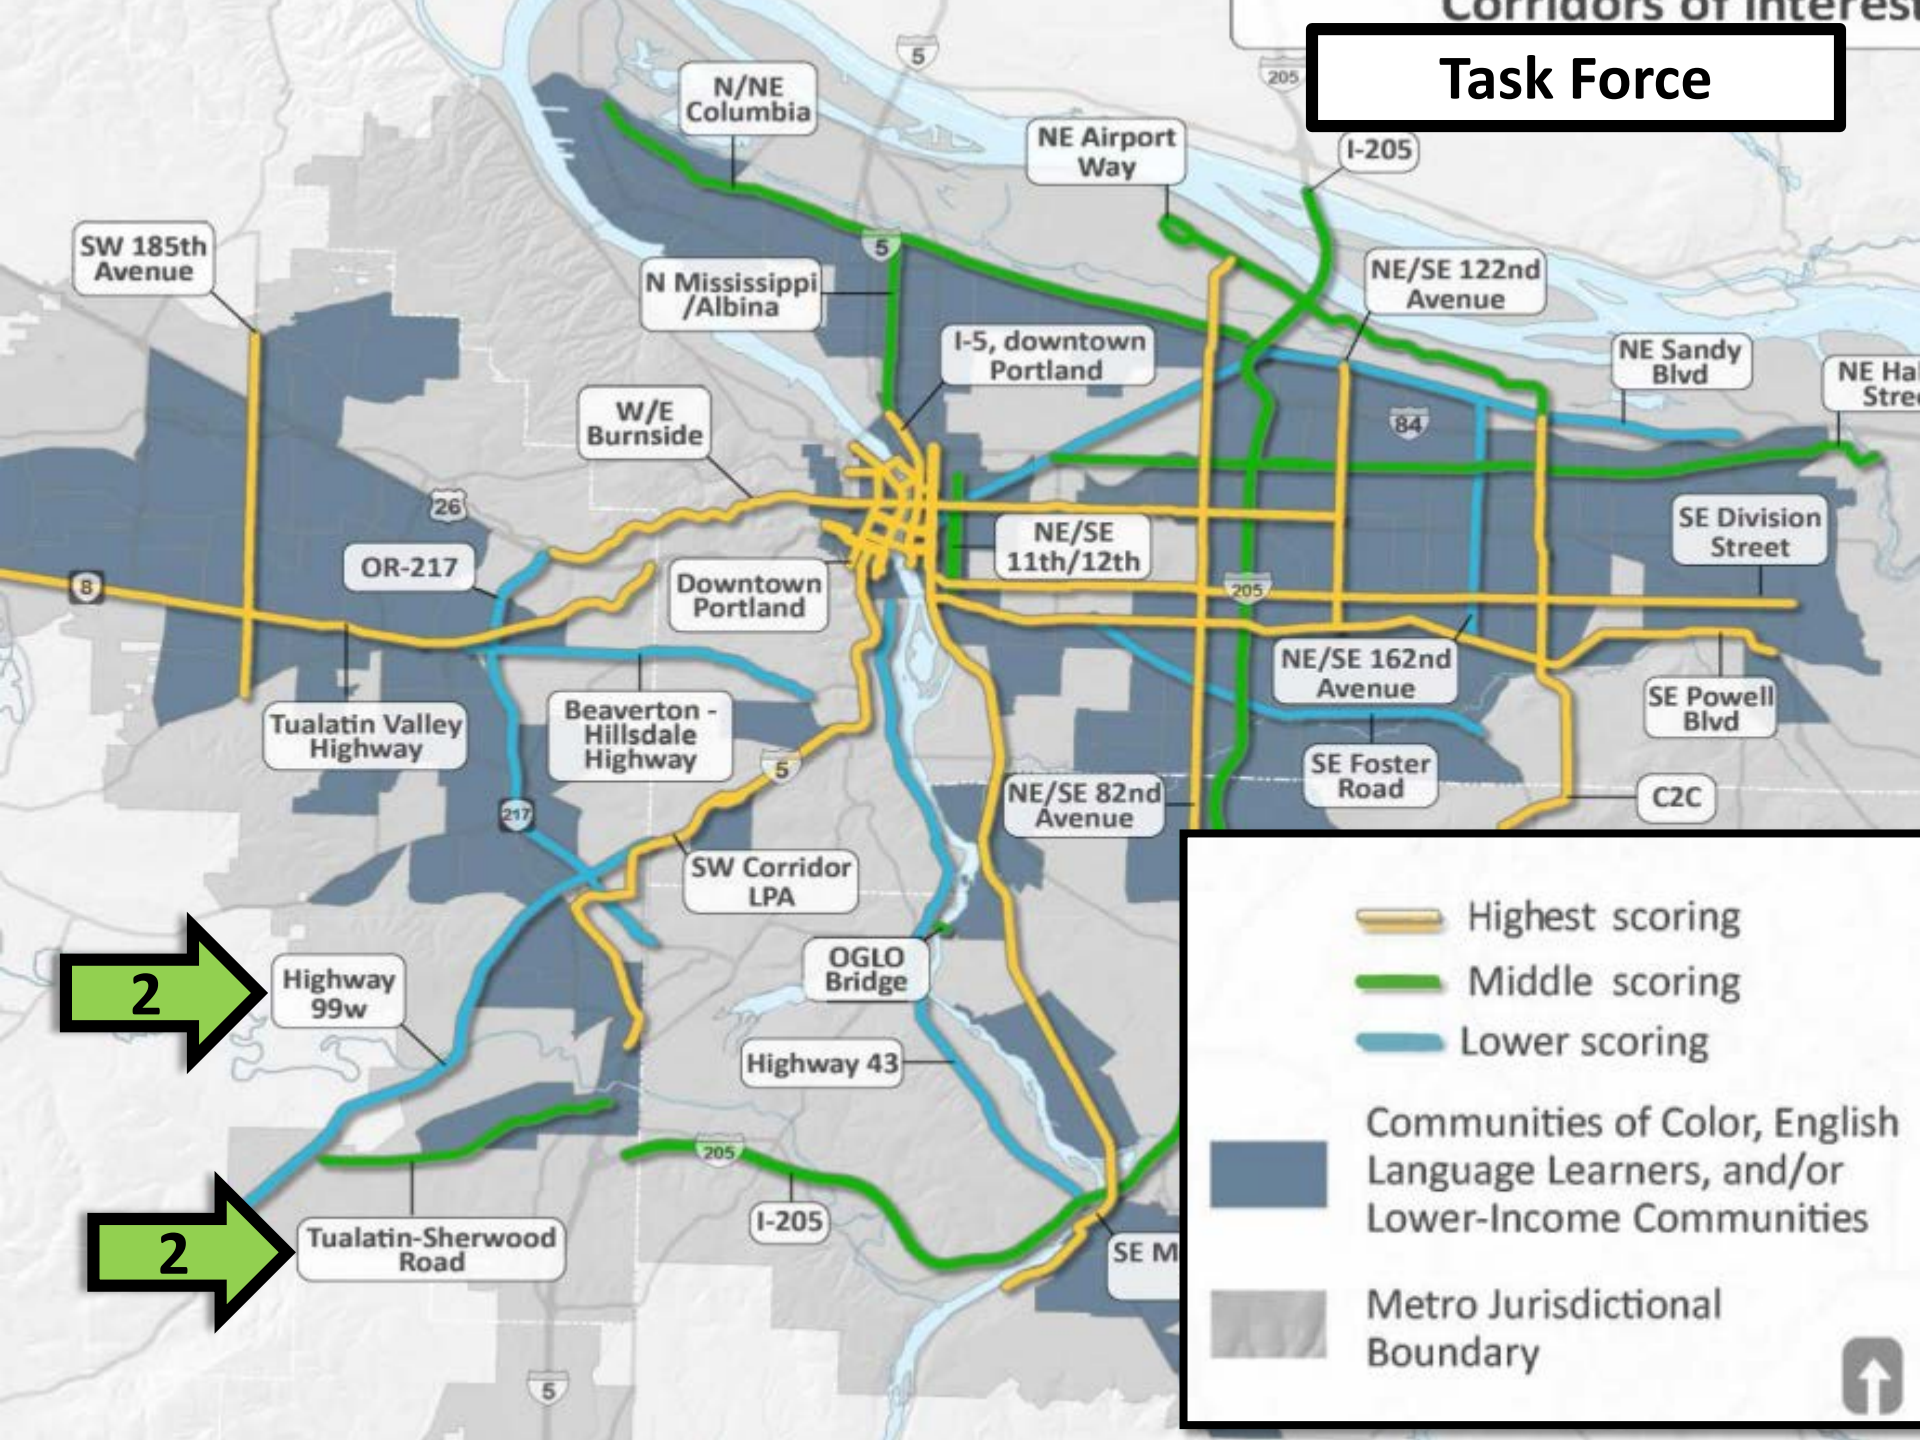 Corridors of Interest
Task Force
5
205
N/NE
Columbia
NE Airport
Way
I-205
SW 185th
Avenue
5
N Mississippi
/Albina
NE/SE 122nd
Avenue
I-5, downtown
Portland
NE Sandy
Blvd
NE Ha
Stre
W/E
Burnside
84
26
SE Division
Street
NE/SE
11th/12th
OR-217
8
Downtown
Portland
205
NE/SE 162nd
Avenue
Tualatin Valley
Highway
Beaverton -
Hillsdale
Highway
SE Powell
Blvd
5
SE Foster
Road
NE/SE 82nd
Avenue
C2C
217
SW Corridor
LPA
Highest scoring
OGLO
Bridge
2
Highway
99w
Middle scoring
Lower scoring
Highway 43
Communities of Color, English
Language Learners, and/or
Lower-Income Communities
205
I-205
2
Tualatin-Sherwood
Road
SE M
Metro Jurisdictional
Boundary
5